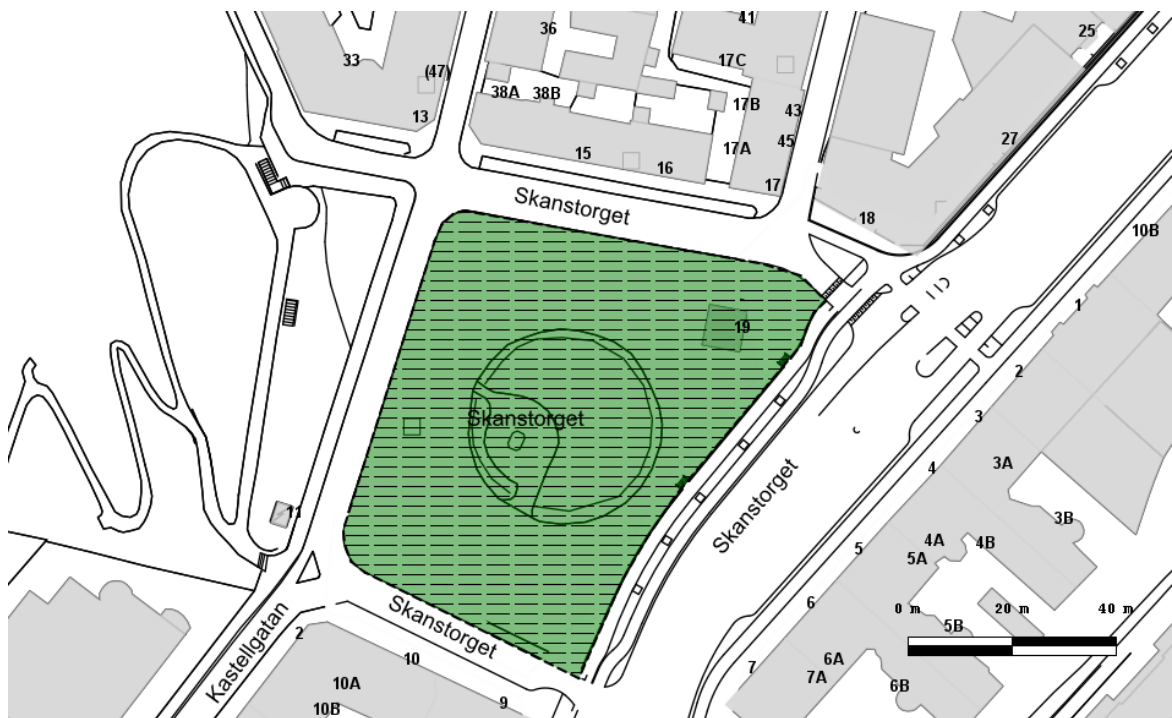 41
36
25
33
17C
(47)
38A
38B
17B
43
13
27
45
15
17A
16
17
Skanstorget
18
10B
1
19
2
Skanstorget
3
3A
4
11
3B
Skanstorget
4A
4B
5
5A
6
0 m
20 m
40 m
Skanstorget
5B
2
Kastellgatan
10
6A
7
7A
10A
6B
9
10B